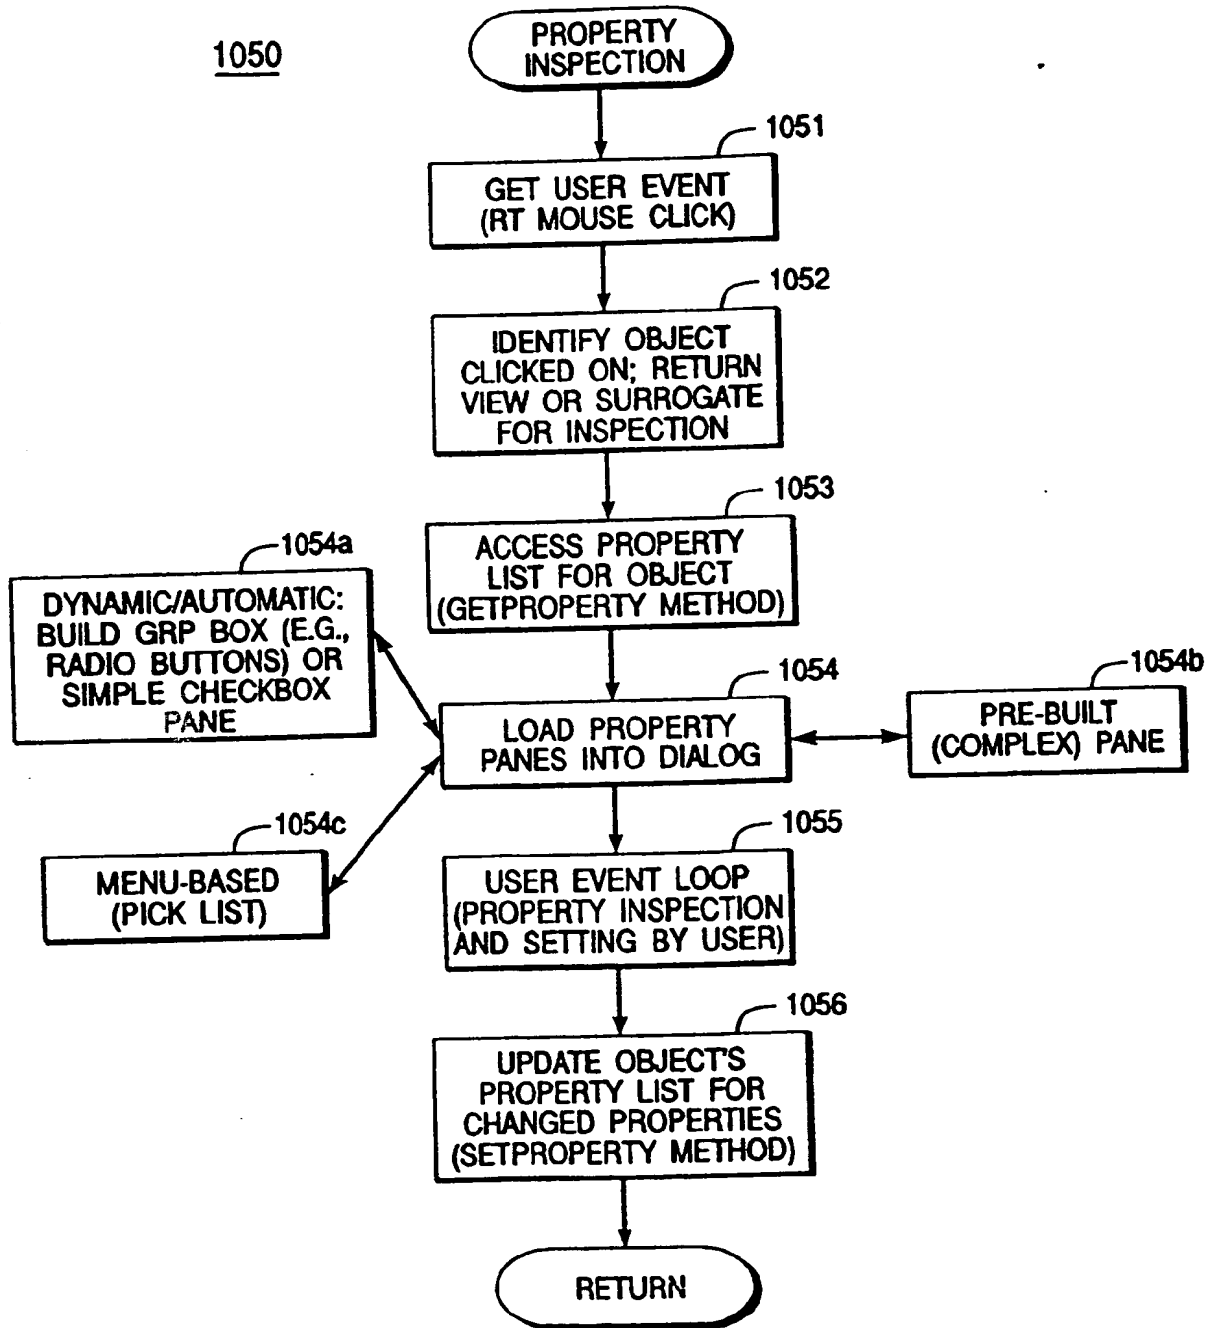 1050
PROPERTY
INSPECTION
1051
GET USER EVENT
(RT MOUSE CLICK)
1052
IDENTIFY OBJECT
CLICKED ON; RETURN
VIEW OR SURROGATE
FOR INSPECTION
1053
ACCESS PROPERTY
LIST FOR OBJECT
(GETPROPERTY METHOD)
1054a
DYNAMIC/AUTOMATIC:
BUILD GRP BOX (E.G.,
RADIO BUTTONS) OR
SIMPLE CHECKBOX
PANE
1054
LOAD PROPERTY
PANES INTO DIALOG
1054b
PRE-BUILT
(COMPLEX) PANE
1054c
MENU-BASED
(PICK LIST)
1055
USER EVENT LOOP
(PROPERTY INSPECTION
AND SETTING BY USER)
1056
UPDATE OBJECT'S
PROPERTY LIST FOR
CHANGED PROPERTIES
(SETPROPERTY METHOD)
RETURN